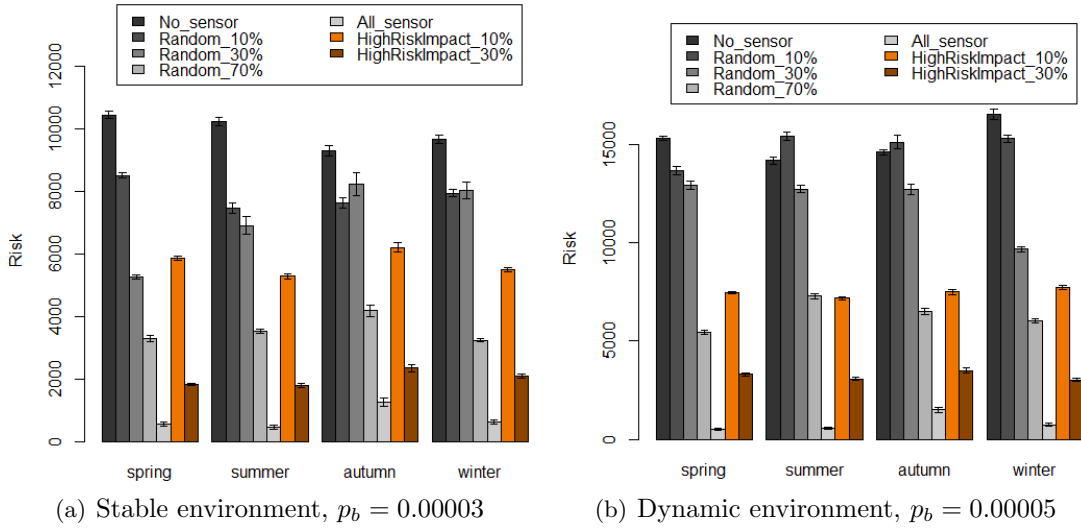 No_sensor
Random_10%
Random_30%
Random_70%
All_sensor
HighRiskImpact_10%
HighRiskImpact_30%
Risk
0
2000
4000
6000
8000
10000
12000
spring
summer
autumn
winter
(a) Stable environment, p_b = 0.00003
No_sensor
Random_10%
Random_30%
Random_70%
All_sensor
HighRiskImpact_10%
HighRiskImpact_30%
Risk
0
5000
10000
15000
spring
summer
autumn
winter
(b) Dynamic environment, p_b = 0.00005